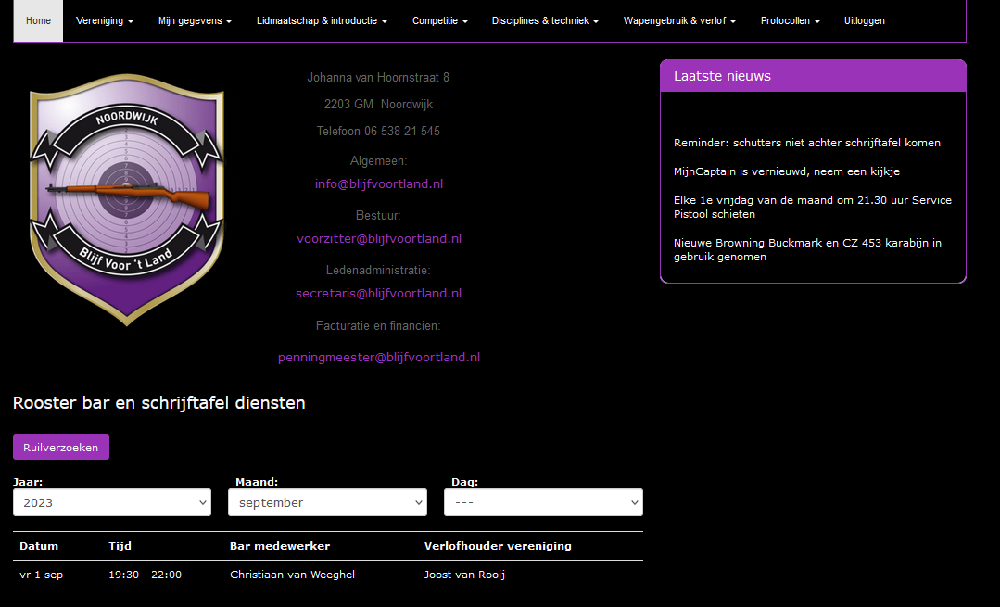 Home Vereniging Mijn gegevens Lidmaatschap & introductie Competitie Disciplines & techniek Wapengebruik & verlof Protocollen Uitloggen
NOORDWIJK
Blijf Voor 't Land
Johanna van Hoornstraat 8
2203 GM Noordwijk
Telefoon 06 538 21 545
Algemeen:
info@blijfvoortland.nl
Bestuur:
voorzitter@blijfvoortland.nl
Ledenadministratie:
secretaris@blijfvoortland.nl
Facturatie en financiën:
penningmeester@blijfvoortland.nl
Laatste nieuws
Reminder: schutters niet achter schrijftafel komen
MijnCaptain is vernieuwd, neem een kijkje
Elke 1e vrijdag van de maand om 21.30 uur Service
Pistool schieten
Nieuwe Browning Buckmark en CZ 453 karabijn in
gebruik genomen
Rooster bar en schrijftafel diensten
Ruilverzoeken
Jaar: Maand: Dag:
2023 september ---
Datum Tijd Bar medewerker Verlofhouder vereniging
vr 1 sep 19:30 - 22:00 Christiaan van Weeghel Joost van Rooij